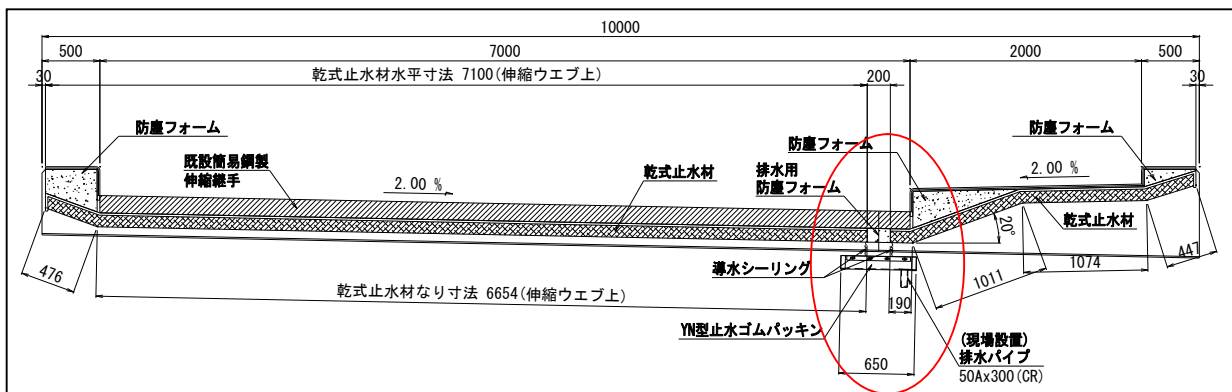 10000
500
7000
2000
500
30
乾式止水材水平寸法 7100(伸縮ウエブ上)
200
30
防塵フォーム
既設簡易鋼製
伸縮継手
2.00 %
乾式止水材
排水用
防塵フォーム
防塵フォーム
防塵フォーム
2.00 %
20°
乾式止水材
476
乾式止水材なり寸法 6654(伸縮ウエブ上)
導水シーリング
190
1011
1074
447
YN型止水ゴムパッキン
650
(現場設置)
排水パイプ
50Ax300(CR)